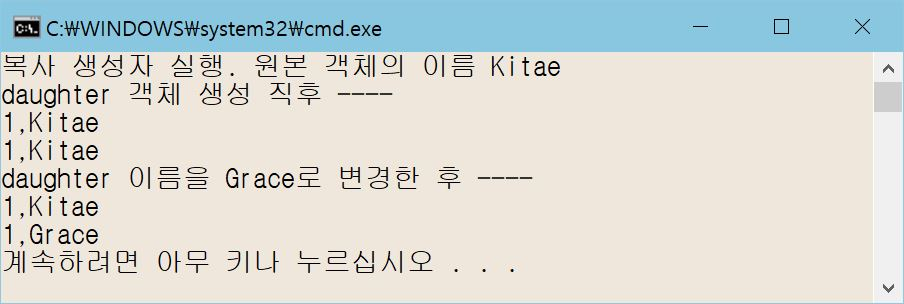 C:₩WINDOWS₩system32₩cmd.exe
복사 생성자 실행. 원본 객체의 이름 Kitae
daughter 객체 생성 직후 ----
1,Kitae
1,Kitae
daughter 이름을 Grace로 변경한 후 ----
1,Kitae
1,Grace
계속하려면 아무 키나 누르십시오 . . .